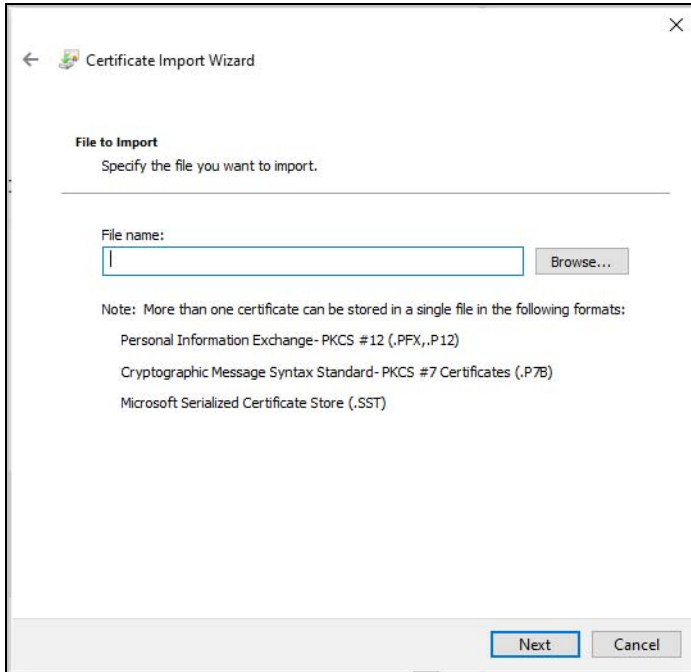 Certificate Import Wizard
File to Import
Specify the file you want to import.
File name:
Browse...
Note: More than one certificate can be stored in a single file in the following formats:
Personal Information Exchange- PKCS #12 (.PFX,.P12)
Cryptographic Message Syntax Standard- PKCS #7 Certificates (.P7B)
Microsoft Serialized Certificate Store (.SST)
Next
Cancel